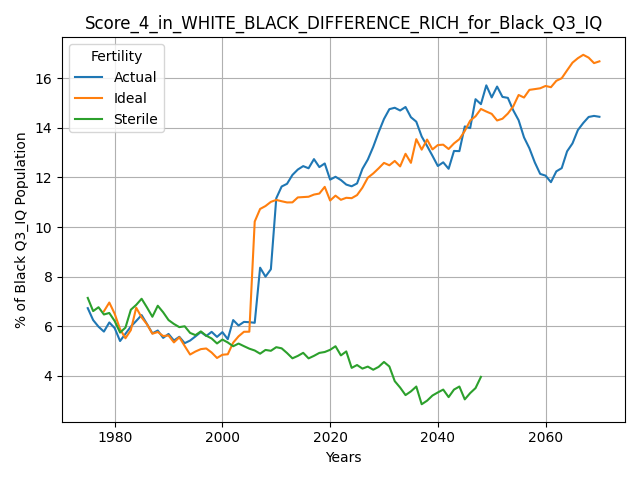 Score_4_in_WHITE_BLACK_DIFFERENCE_RICH_for_Black_Q3_IQ
Fertility
Actual
Ideal
Sterile
% of Black Q3_IQ Population
16
14
12
10
8
6
4
1980 2000 2020 2040 2060
Years